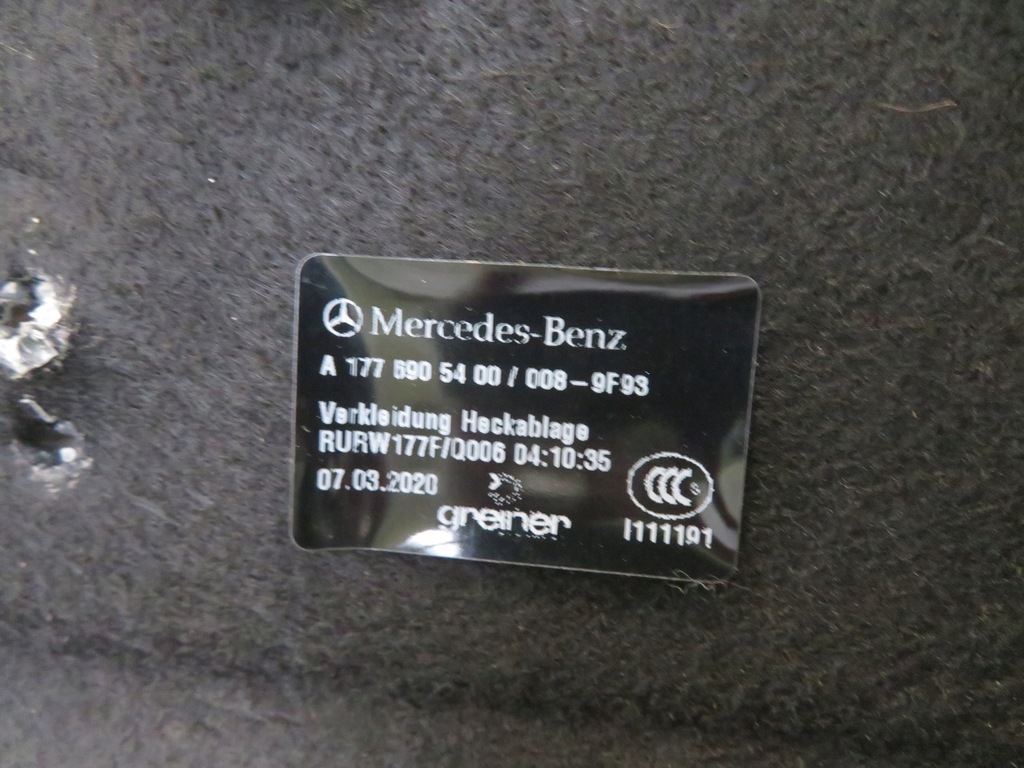 Mercedes-Benz
A 177 690 54 00 / 008 - 9F93
Verkleidung Heckablage
RURW177F/Q006 04:10:35
07.03.2020
greiner
CCC S
I111191